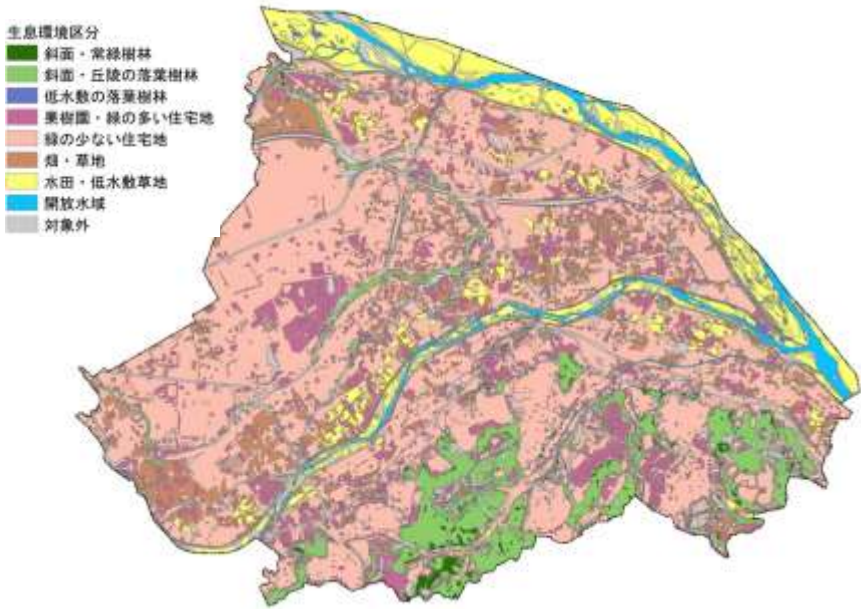 生息環境区分
斜面・常緑樹林
斜面・丘陵の落葉樹林
低水敷の落葉樹林
果樹園・緑の多い住宅地
緑の少ない住宅地
畑・草地
水田・低水敷草地
開放水域
対象外